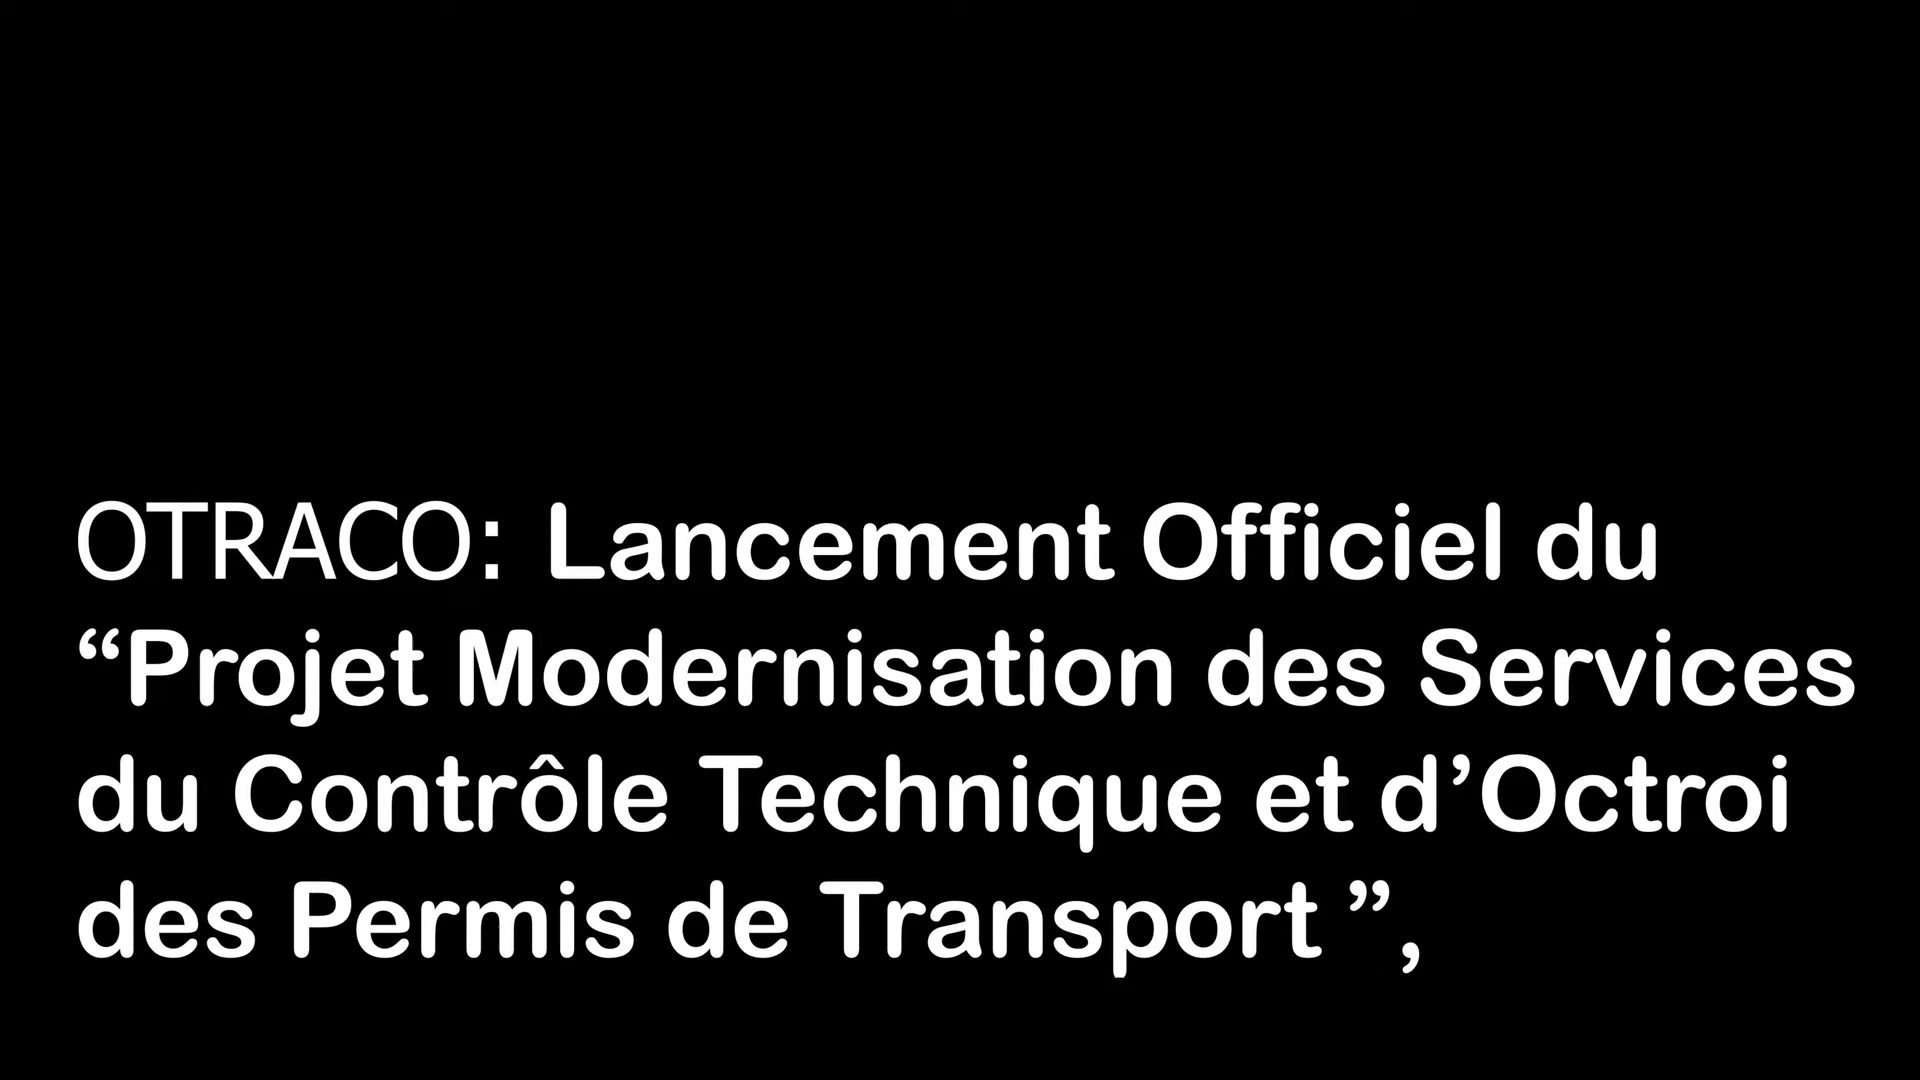 OTRACO: Lancement Officiel du
“Projet Modernisation des Services
du Contrôle Technique et d’Octroi
des Permis de Transport ”,